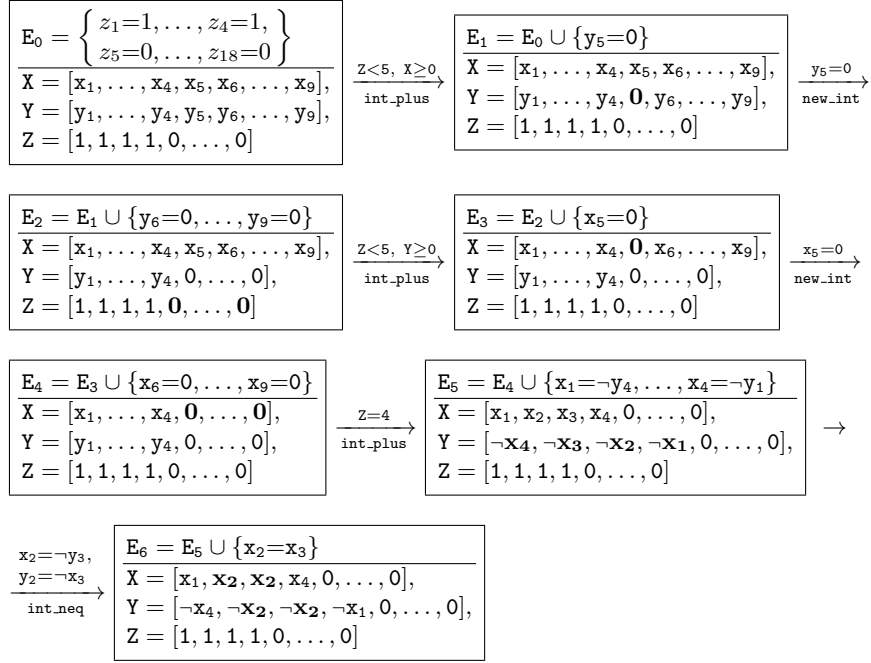 E₀ = { z₁=1, . . . , z₄=1,
z₅=0, . . . , z₁₈=0 }
X = [x₁, . . . , x₄, x₅, x₆, . . . , x₉],
Y = [y₁, . . . , y₄, y₅, y₆, . . . , y₉],
Z = [1, 1, 1, 1, 0, . . . , 0]
Z<5, X≥0
int_plus
E₁ = E₀ ∪ {y₅=0}
X = [x₁, . . . , x₄, x₅, x₆, . . . , x₉],
Y = [y₁, . . . , y₄, 0, y₆, . . . , y₉],
Z = [1, 1, 1, 1, 0, . . . , 0]
y₅=0
new_int
E₂ = E₁ ∪ {y₆=0, . . . , y₉=0}
X = [x₁, . . . , x₄, x₅, x₆, . . . , x₉],
Y = [y₁, . . . , y₄, 0, . . . , 0],
Z = [1, 1, 1, 1, 0, . . . , 0]
Z<5, Y≥0
int_plus
E₃ = E₂ ∪ {x₅=0}
X = [x₁, . . . , x₄, 0, x₆, . . . , x₉],
Y = [y₁, . . . , y₄, 0, . . . , 0],
Z = [1, 1, 1, 1, 0, . . . , 0]
x₅=0
new_int
E₄ = E₃ ∪ {x₆=0, . . . , x₉=0}
X = [x₁, . . . , x₄, 0, . . . , 0],
Y = [y₁, . . . , y₄, 0, . . . , 0],
Z = [1, 1, 1, 1, 0, . . . , 0]
Z=4
int_plus
E₅ = E₄ ∪ {x₁=¬y₄, . . . , x₄=¬y₁}
X = [x₁, x₂, x₃, x₄, 0, . . . , 0],
Y = [¬x₄, ¬x₃, ¬x₂, ¬x₁, 0, . . . , 0],
Z = [1, 1, 1, 1, 0, . . . , 0]
→
x₂=¬y₃,
y₂=¬x₃
int_neq
E₆ = E₅ ∪ {x₂=x₃}
X = [x₁, x₂, x₂, x₄, 0, . . . , 0],
Y = [¬x₄, ¬x₂, ¬x₂, ¬x₁, 0, . . . , 0],
Z = [1, 1, 1, 1, 0, . . . , 0]